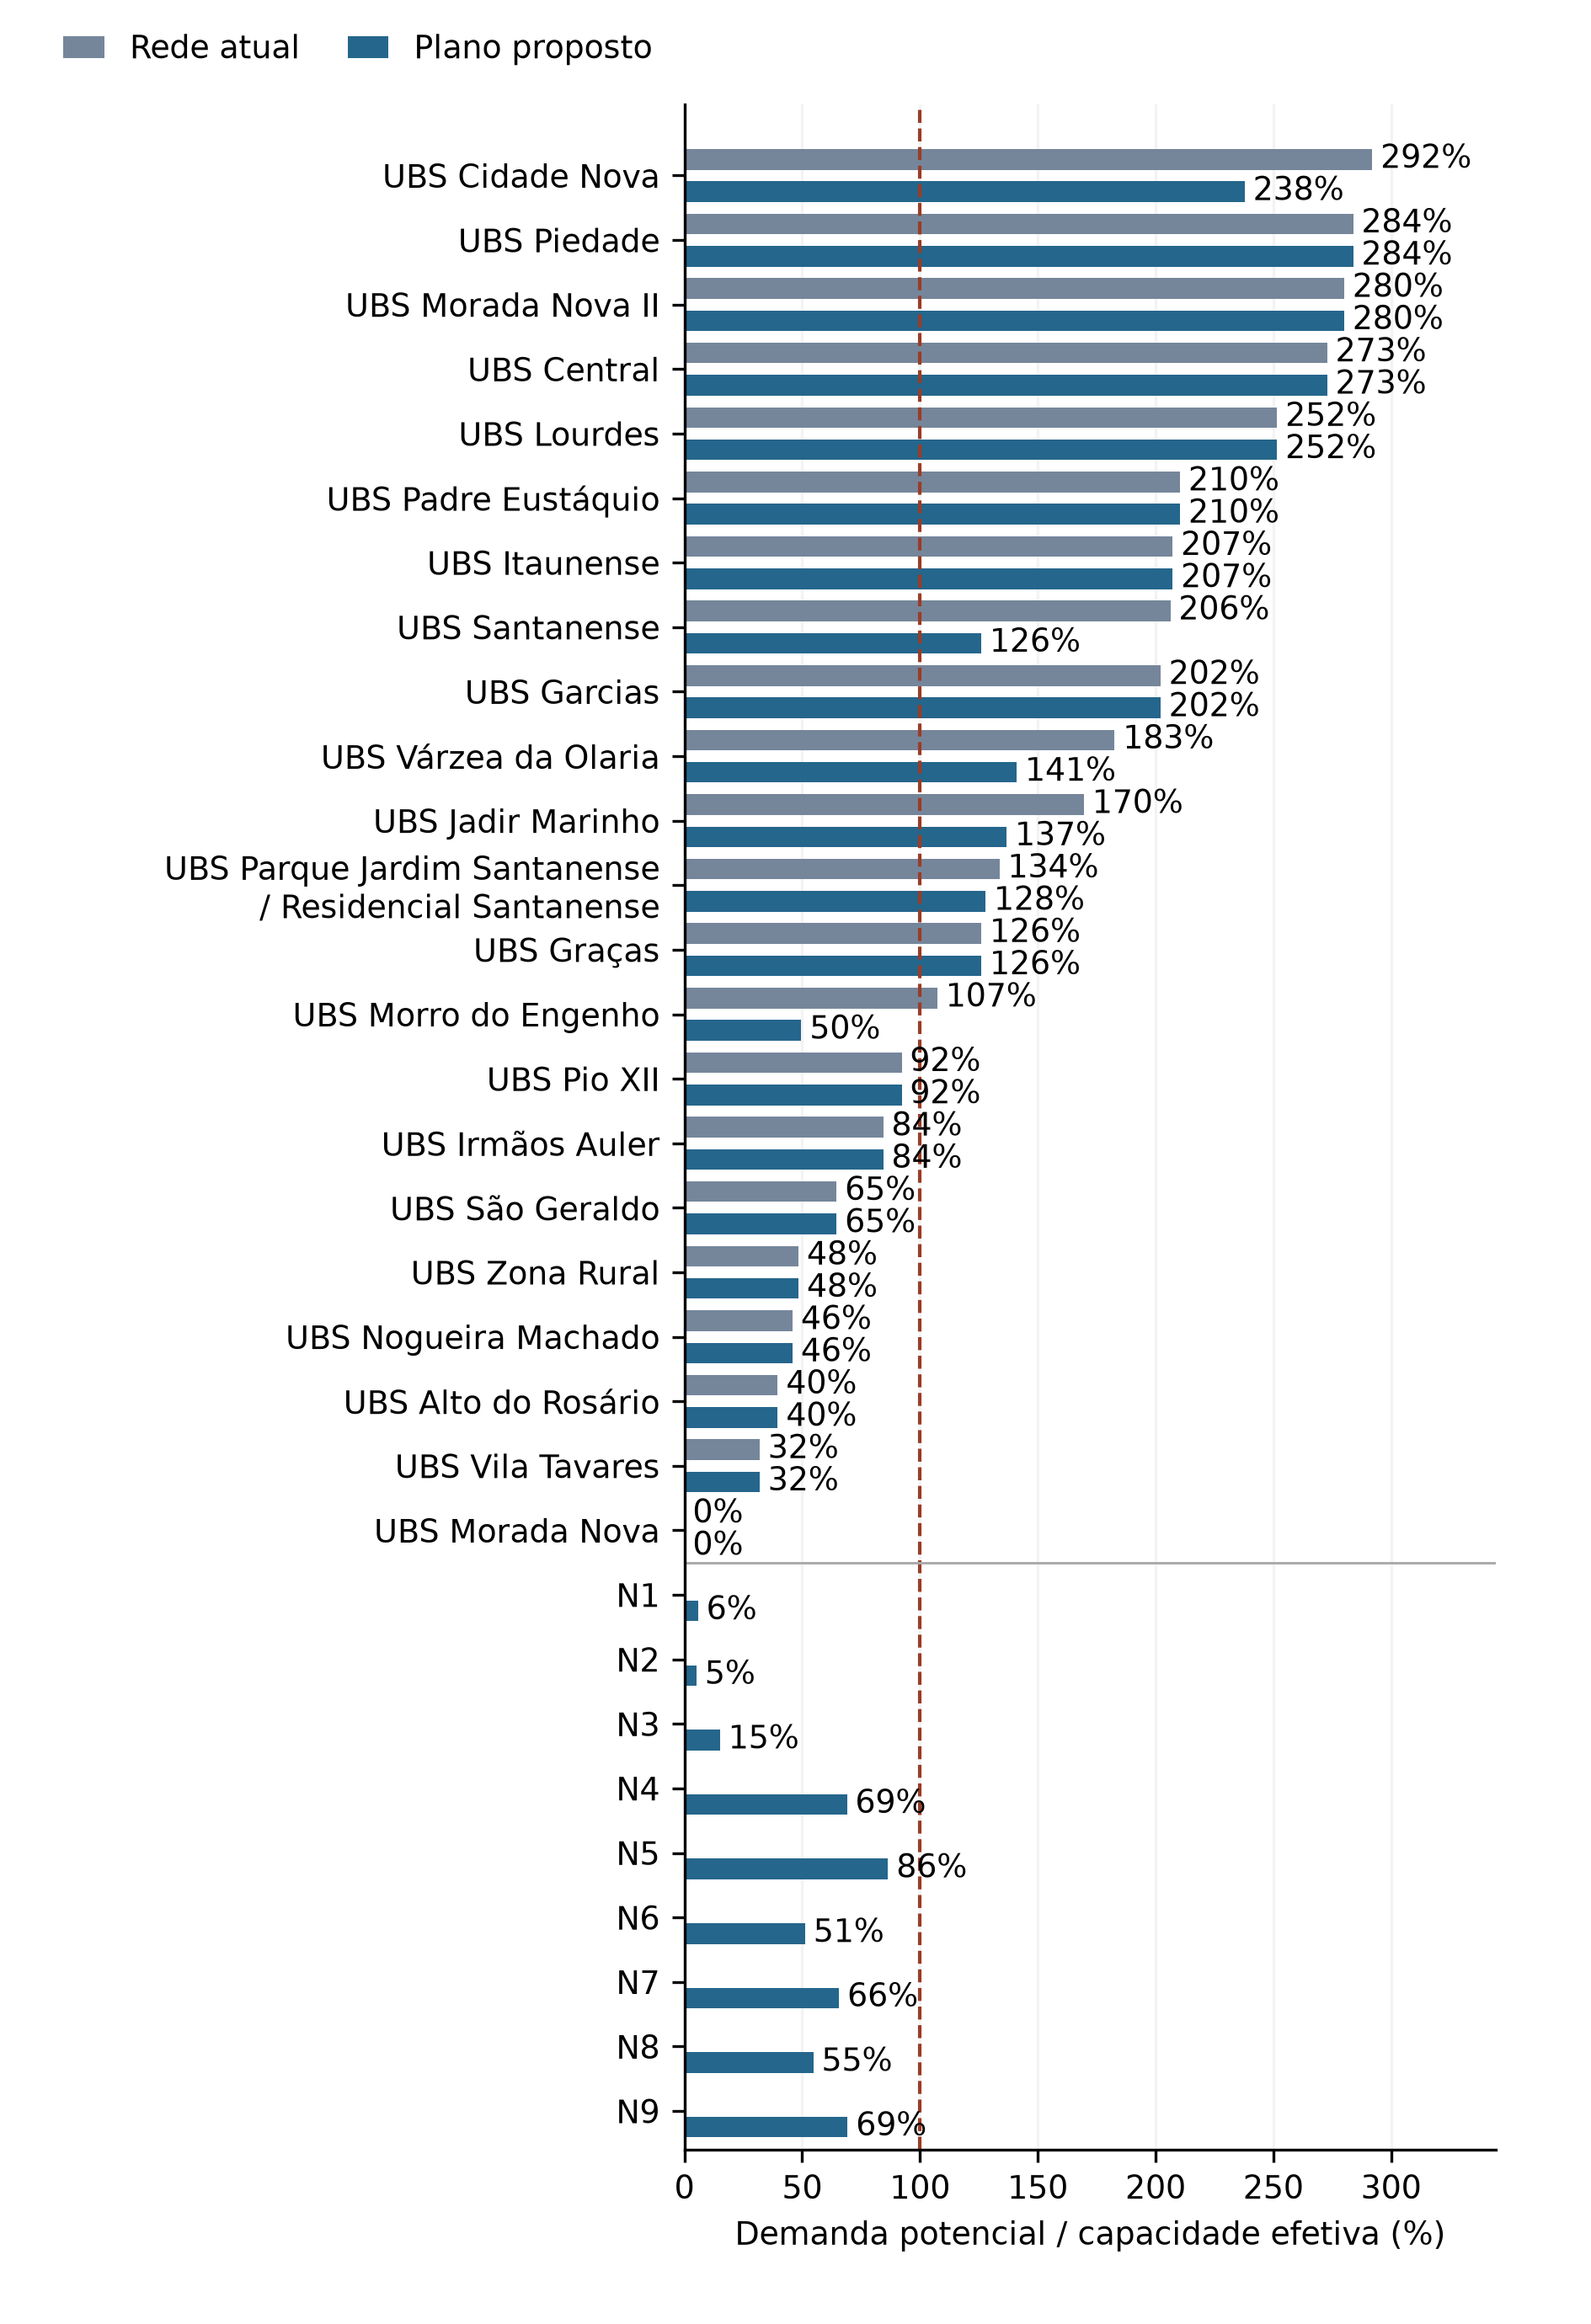 Rede atual Plano proposto
UBS Cidade Nova 292%
238%
UBS Piedade 284%
284%
UBS Morada Nova II 280%
280%
UBS Central 273%
273%
UBS Lourdes 252%
252%
UBS Padre Eustáquio 210%
210%
UBS Itaunense 207%
207%
UBS Santanense 206%
126%
UBS Garcias 202%
202%
UBS Várzea da Olaria 183%
141%
UBS Jadir Marinho 170%
137%
UBS Parque Jardim Santanense 134%
/ Residencial Santanense 128%
UBS Graças 126%
126%
UBS Morro do Engenho 107%
50%
UBS Pio XII 92%
92%
UBS Irmãos Auler 84%
84%
UBS São Geraldo 65%
65%
UBS Zona Rural 48%
48%
UBS Nogueira Machado 46%
46%
UBS Alto do Rosário 40%
40%
UBS Vila Tavares 32%
32%
UBS Morada Nova 0%
0%
N1 6%
N2 5%
N3 15%
N4 69%
N5 86%
N6 51%
N7 66%
N8 55%
N9 69%
0 50 100 150 200 250 300
Demanda potencial / capacidade efetiva (%)